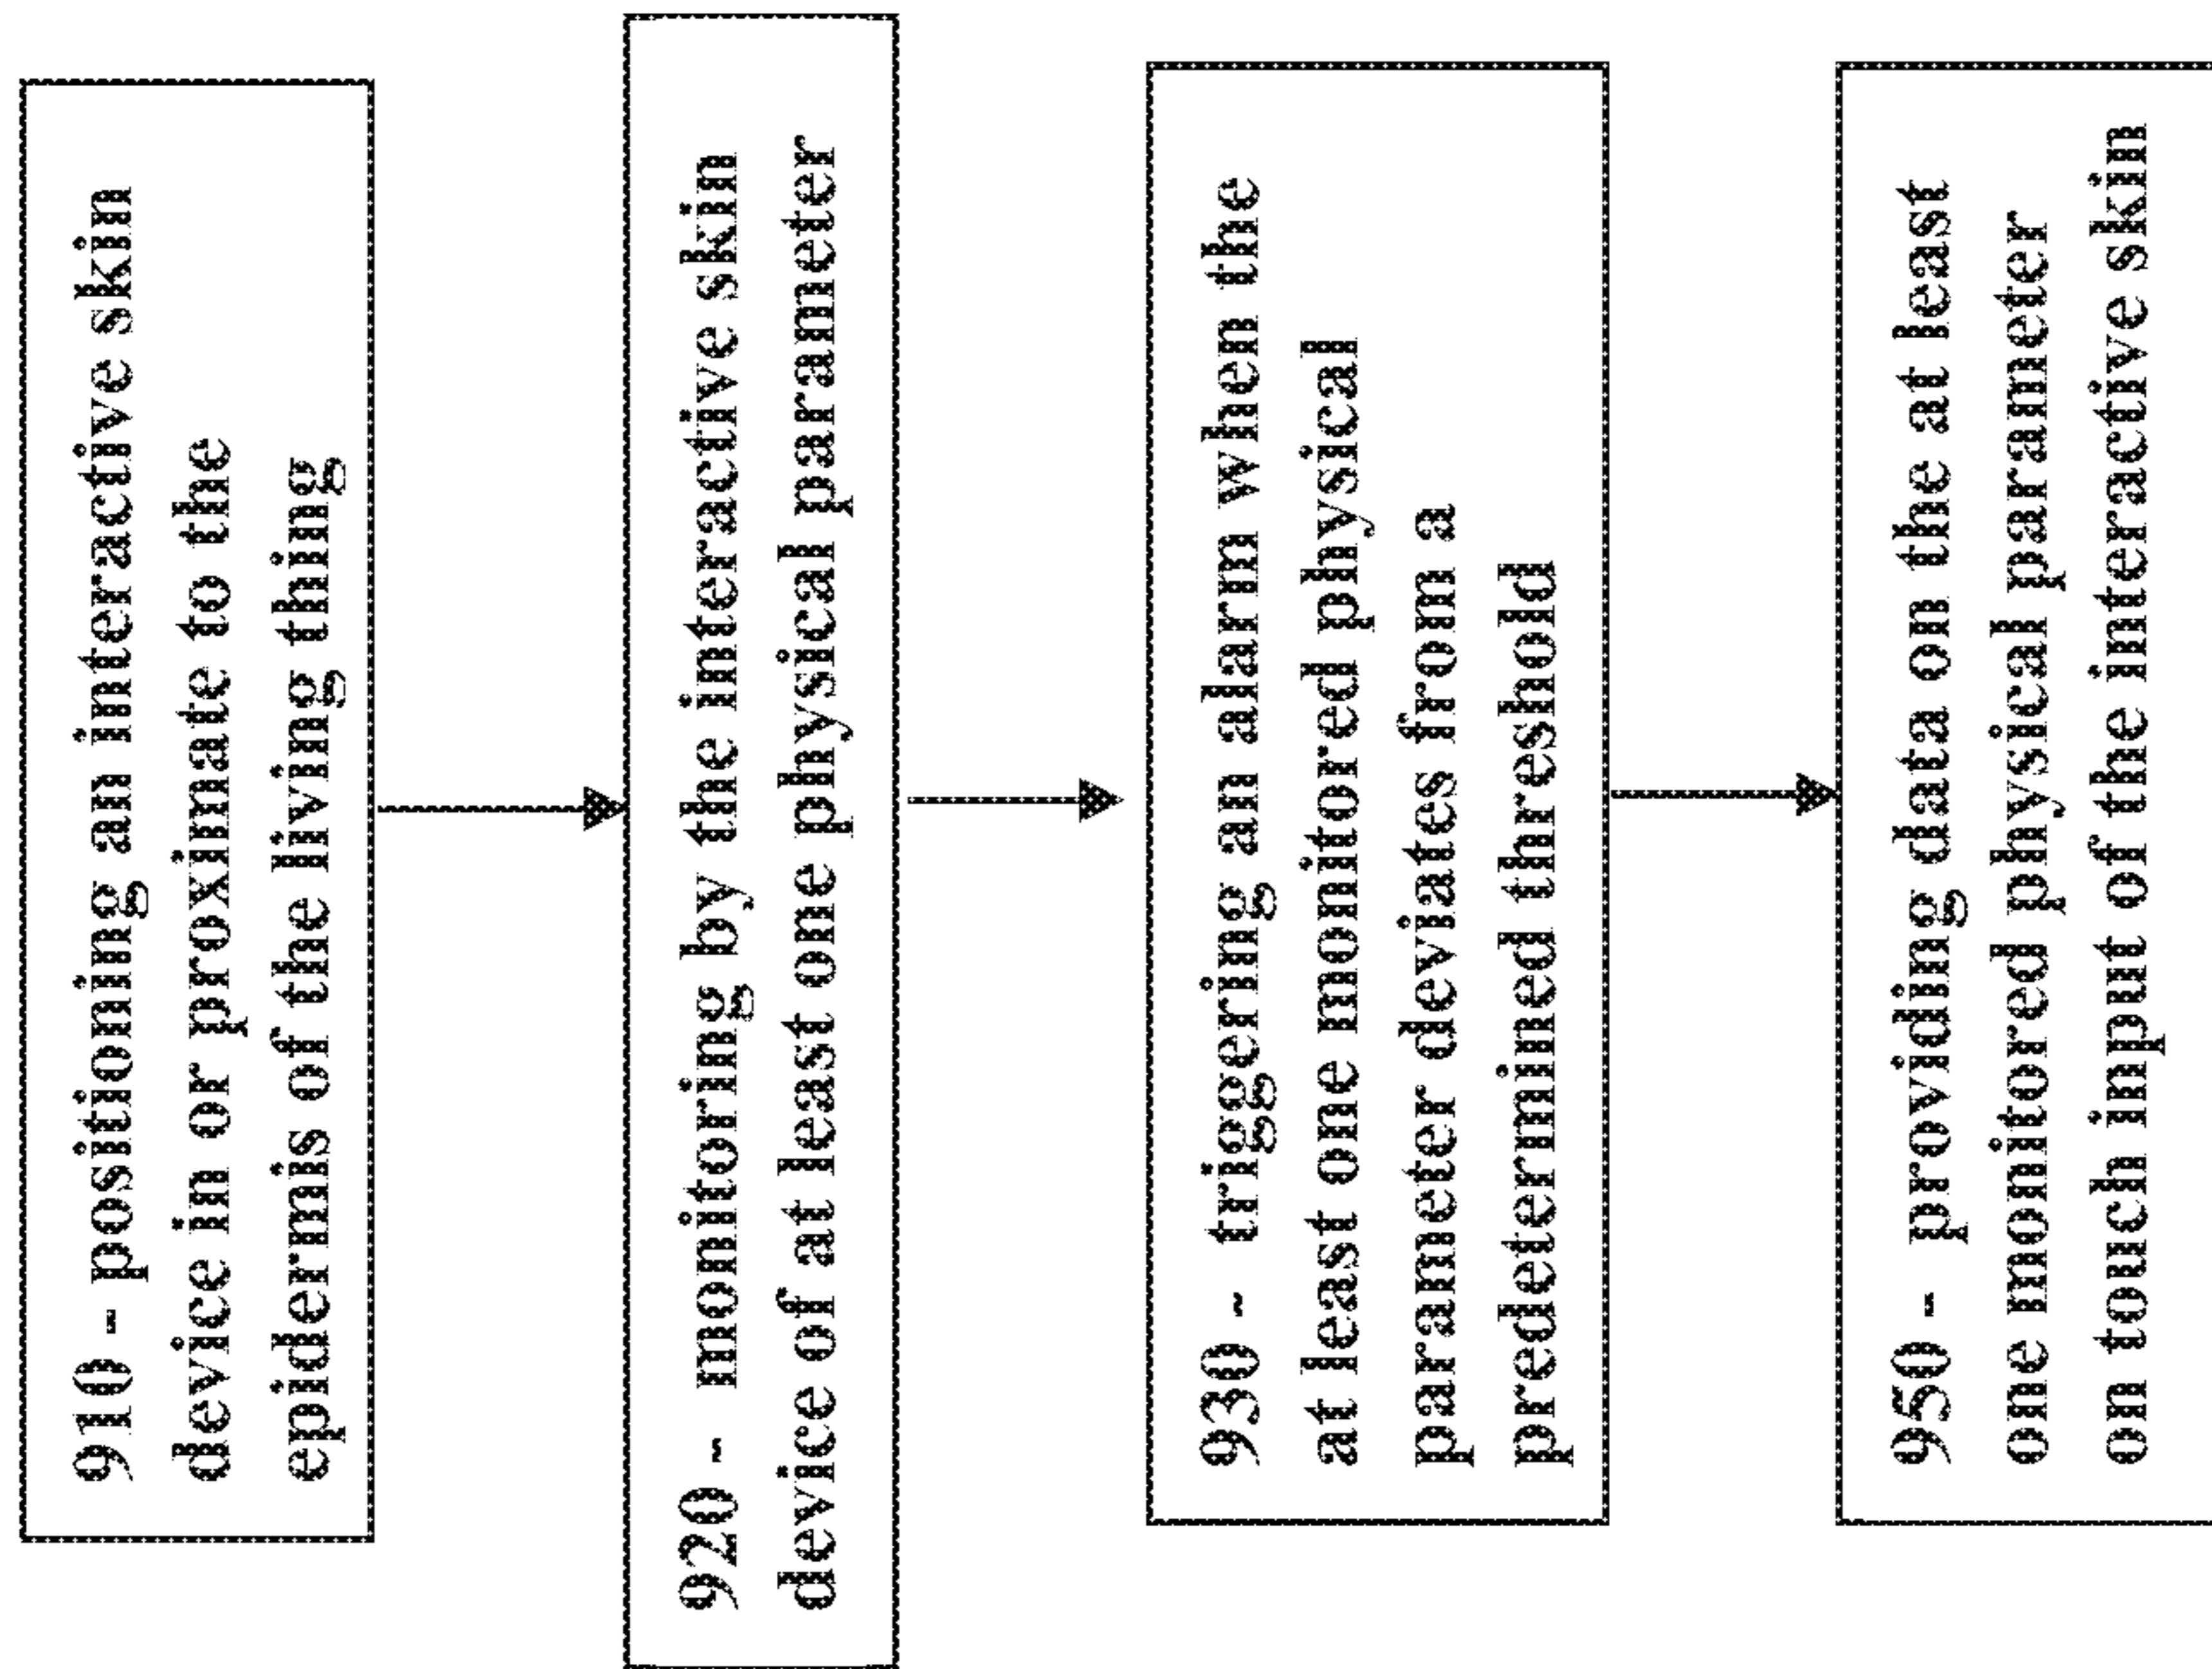 910 - positioning an interactive skin
device in or proximate to the
epidermis of the living thing
920 - monitoring by the interactive skin
device of at least one physical parameter
930 - triggering an alarm when the
at least one monitored physical
parameter deviates from a
predetermined threshold
950 - providing data on the at least
one monitored physical parameter
on touch input of the interactive skin